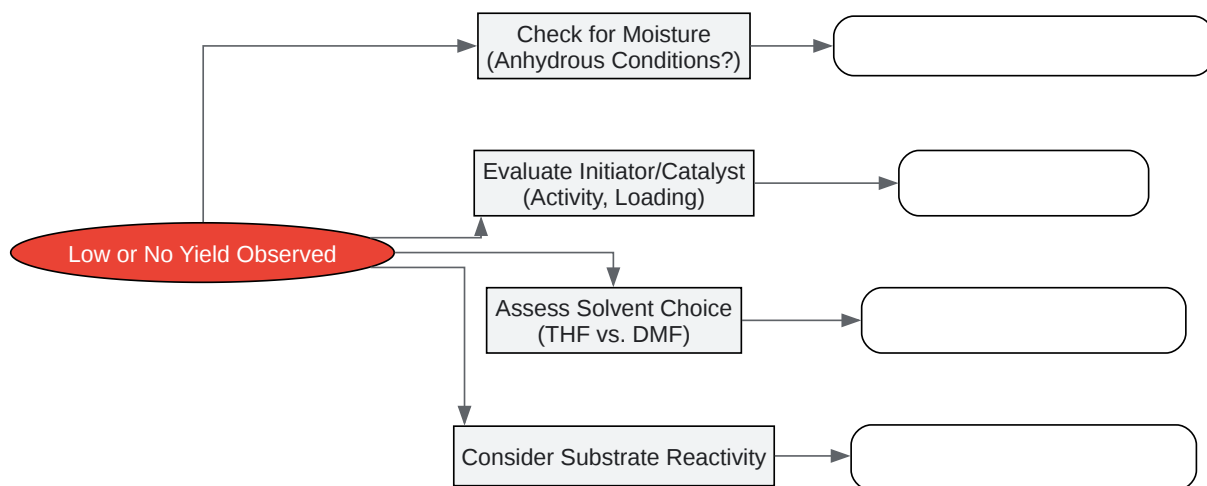 Check for Moisture
(Anhydrous Conditions?)
Evaluate Initiator/Catalyst
(Activity, Loading)
Low or No Yield Observed
Assess Solvent Choice
(THF vs. DMF)
Consider Substrate Reactivity